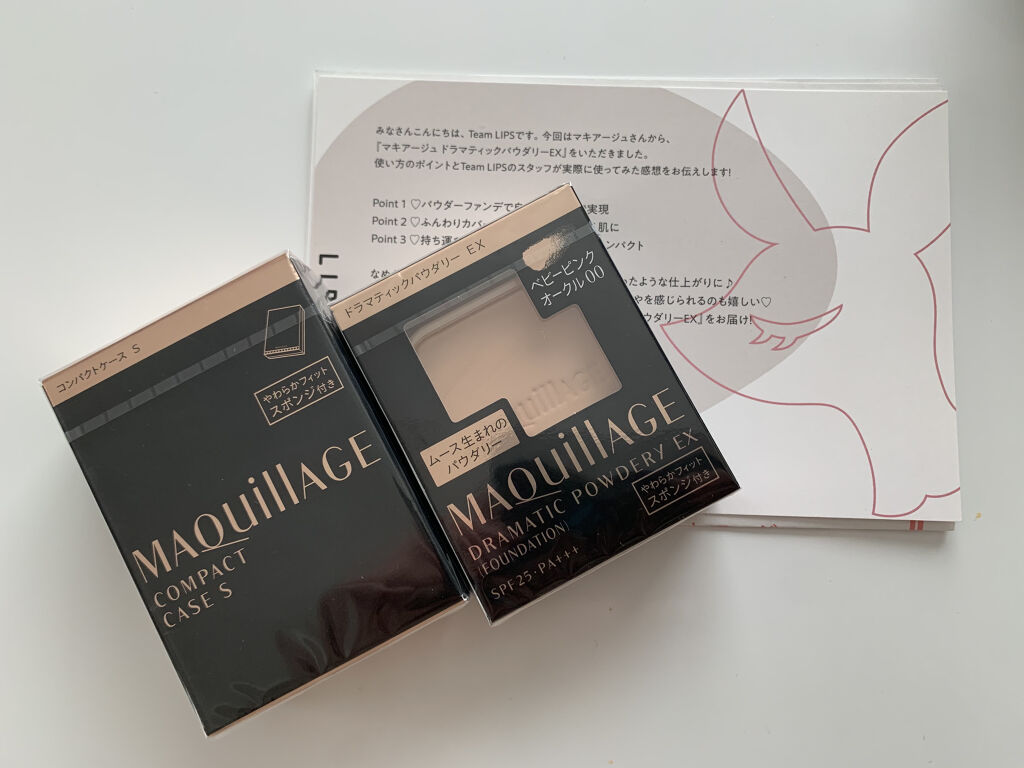 みなさんこんにちは、Team LIPSです。今回はマキアージュさんから、
『マキアージュ ドラマティックパウダリーEX』をいただきました。
使い方のポイントとTeam LIPSのスタッフが実際に使ってみた感想をお伝えします!
Point 1 ♡パウダーファンデで
実現
Point 2 ♡ふんわりカバー
肌に
Point 3 ♡持ち運
コンパクト
なめ
たような仕上がりに♪
やを感じられるのも嬉しい♡
ウダリーEX』をお届け!
LIP
コンパクトケース S
やわらかフィット
スポンジ付き
MAQuillAGE
COMPACT
CASE S
ドラマティックパウダリー EX
ベビーピンク
オークル00
uillAGE
ムース生まれの
パウダリー
MAQuillAGE
DRAMATIC POWDERY EX
(FOUNDATION)
SPF25・PA+++
やわらかフィット
スポンジ付き